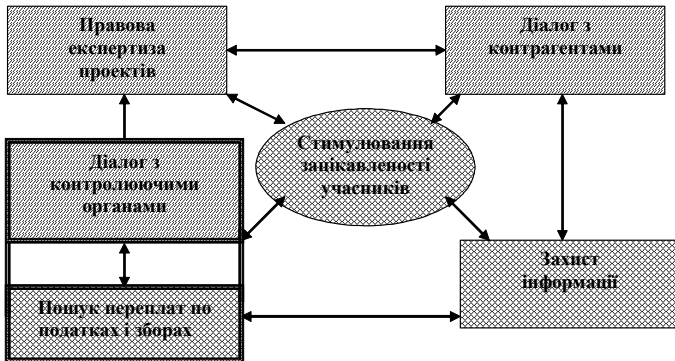 Правова
експертиза
проектів
Діалог з
контрагентами
Стимулювання
зацікавленості
учасників
Діалог з
контролюючими
органами
Захист
інформації
Пошук переплат по
податках і зборах